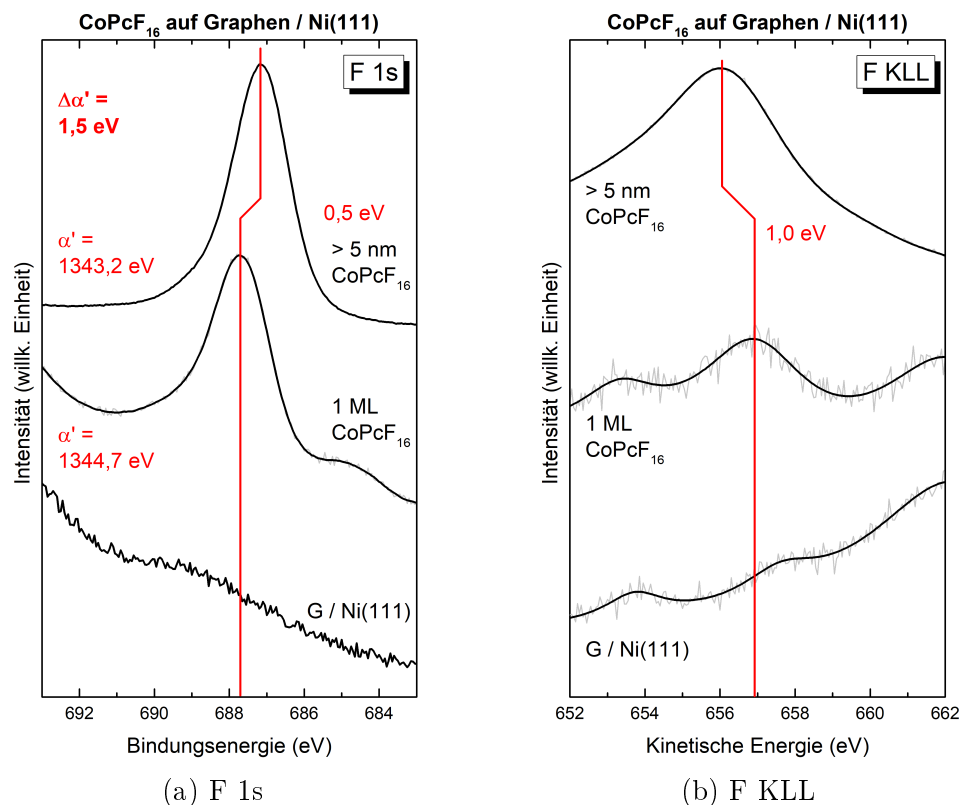 CoPcF₁₆ auf Graphen / Ni(111)
F 1s
Δα' =
1,5 eV
0,5 eV
> 5 nm
CoPcF₁₆
α' =
1343,2 eV
1 ML
CoPcF₁₆
α' =
1344,7 eV
G / Ni(111)
Intensität (willk. Einheit)
692 690 688 686 684
Bindungsenergie (eV)
(a) F 1s
CoPcF₁₆ auf Graphen / Ni(111)
F KLL
> 5 nm
CoPcF₁₆
1,0 eV
1 ML
CoPcF₁₆
G / Ni(111)
Intensität (willk. Einheit)
652 654 656 658 660 662
Kinetische Energie (eV)
(b) F KLL